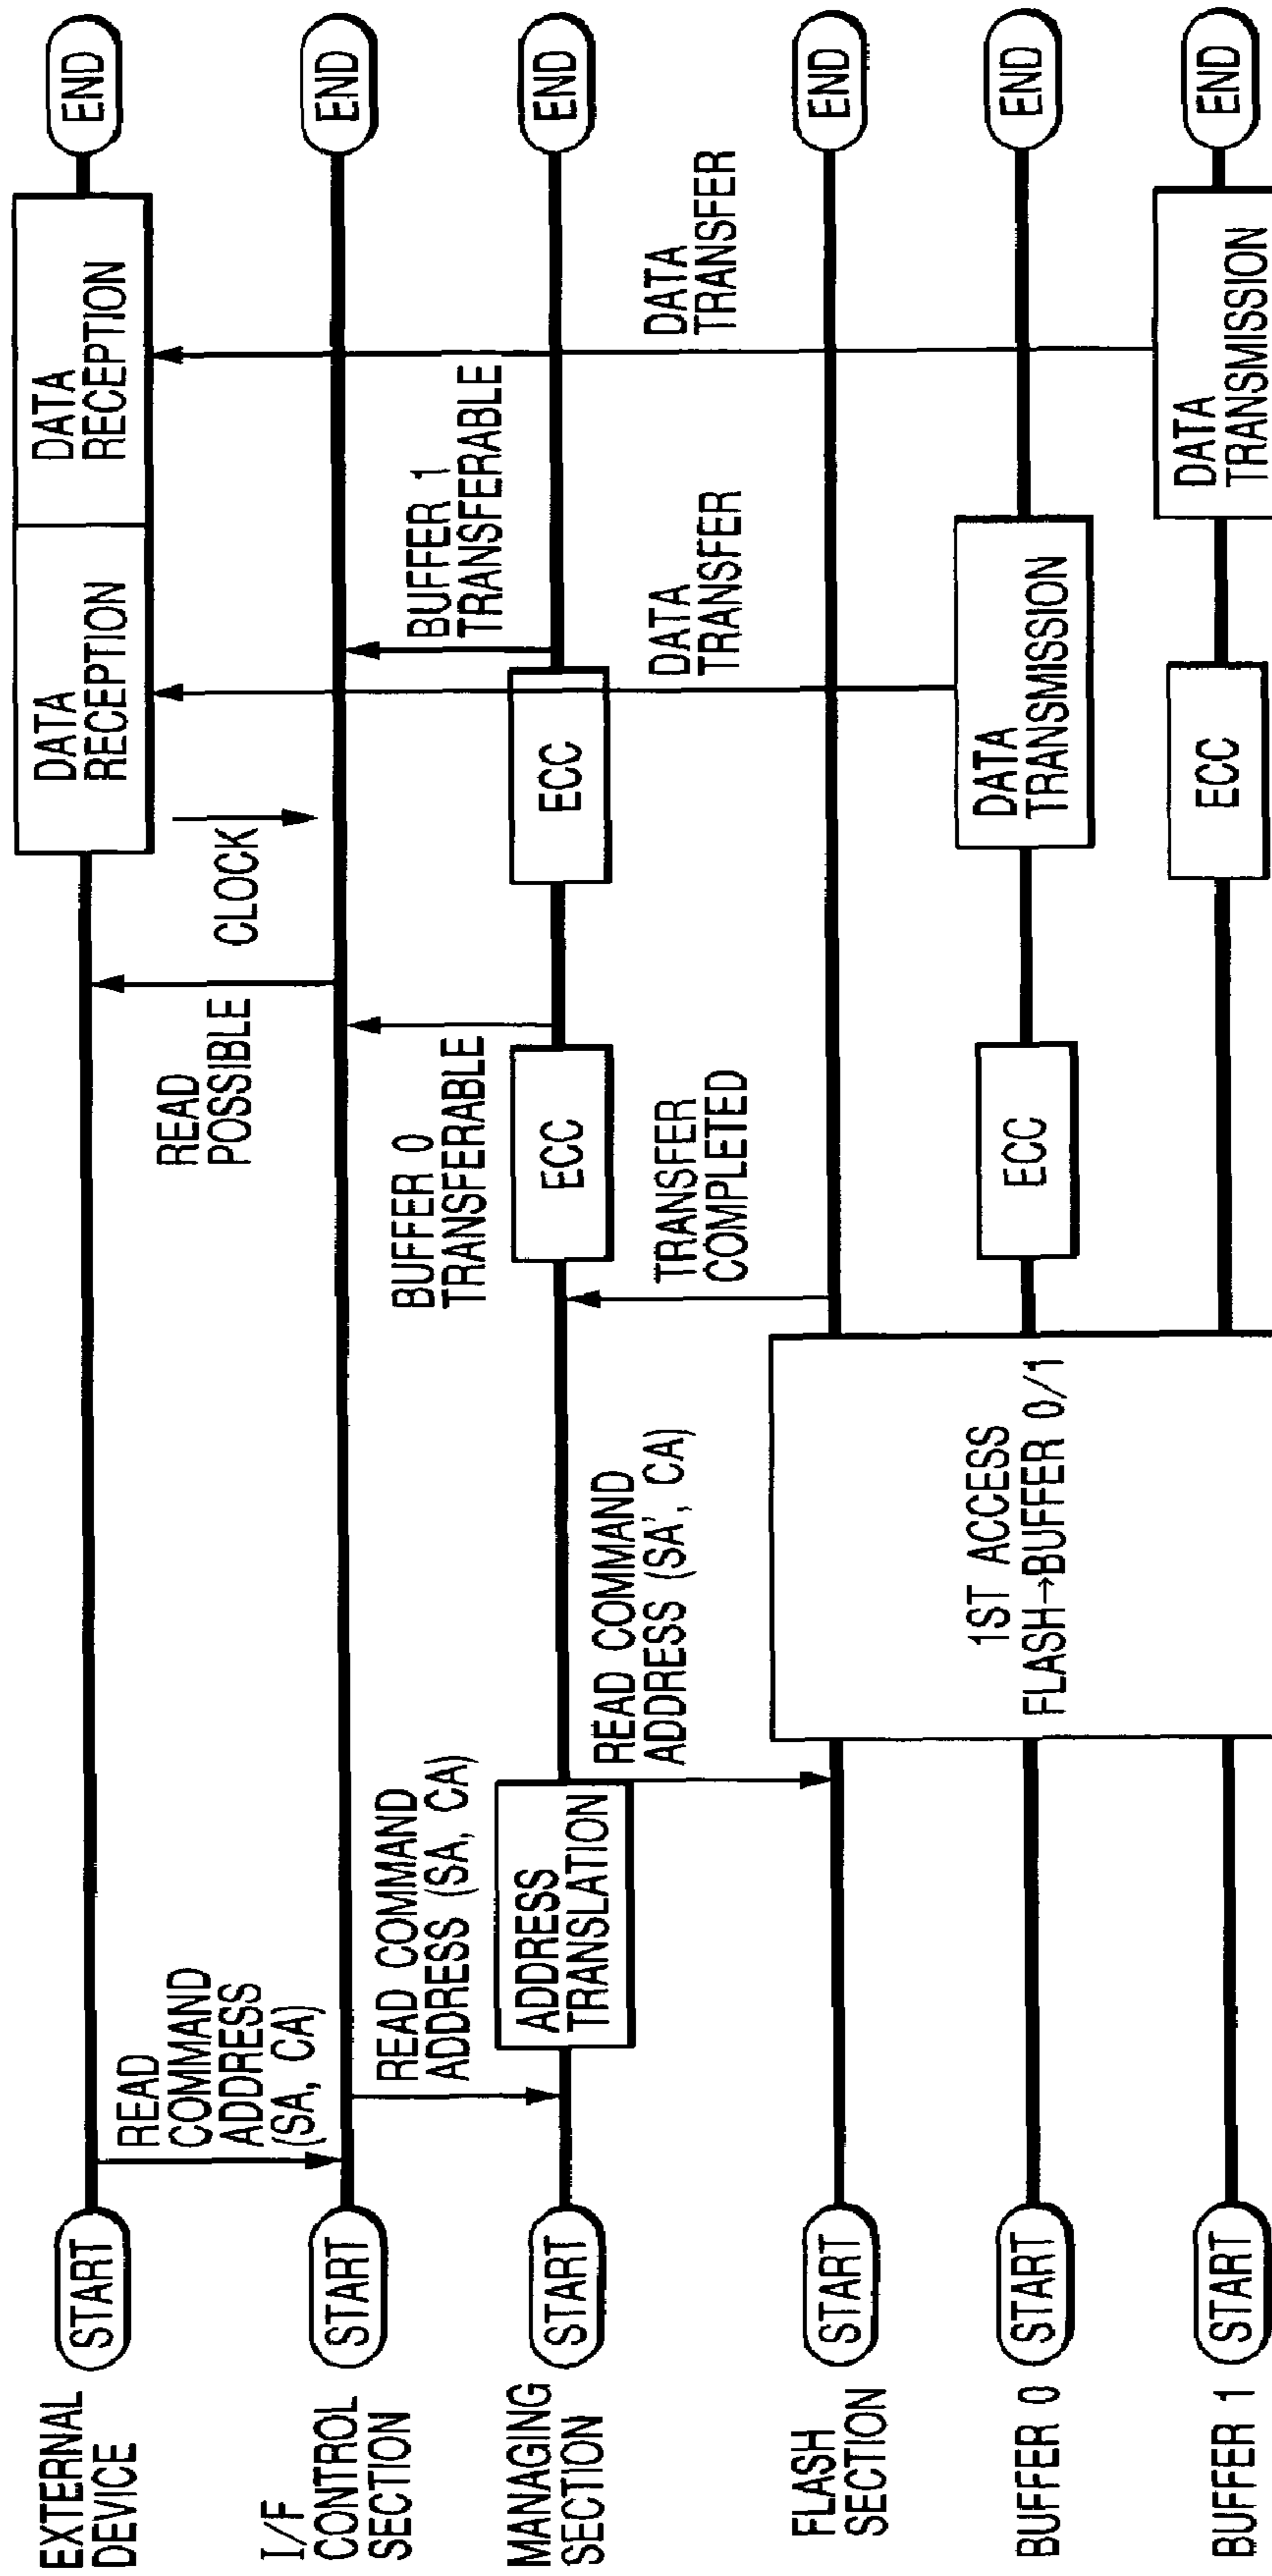 EXTERNAL
DEVICE
START
READ
COMMAND
ADDRESS
(SA, CA)
READ
POSSIBLE
CLOCK
DATA
RECEPTION
DATA
RECEPTION
END
I/F
CONTROL
SECTION
START
READ COMMAND
ADDRESS (SA, CA)
BUFFER 0
TRANSFERABLE
BUFFER 1
TRANSFERABLE
END
MANAGING
SECTION
START
ADDRESS
TRANSLATION
READ COMMAND
ADDRESS (SA', CA)
ECC
TRANSFER
COMPLETED
ECC
DATA
TRANSFER
DATA
TRANSFER
END
FLASH
SECTION
START
1ST ACCESS
FLASH→BUFFER 0/1
END
BUFFER 0
START
ECC
DATA
TRANSMISSION
END
BUFFER 1
START
ECC
DATA
TRANSMISSION
END